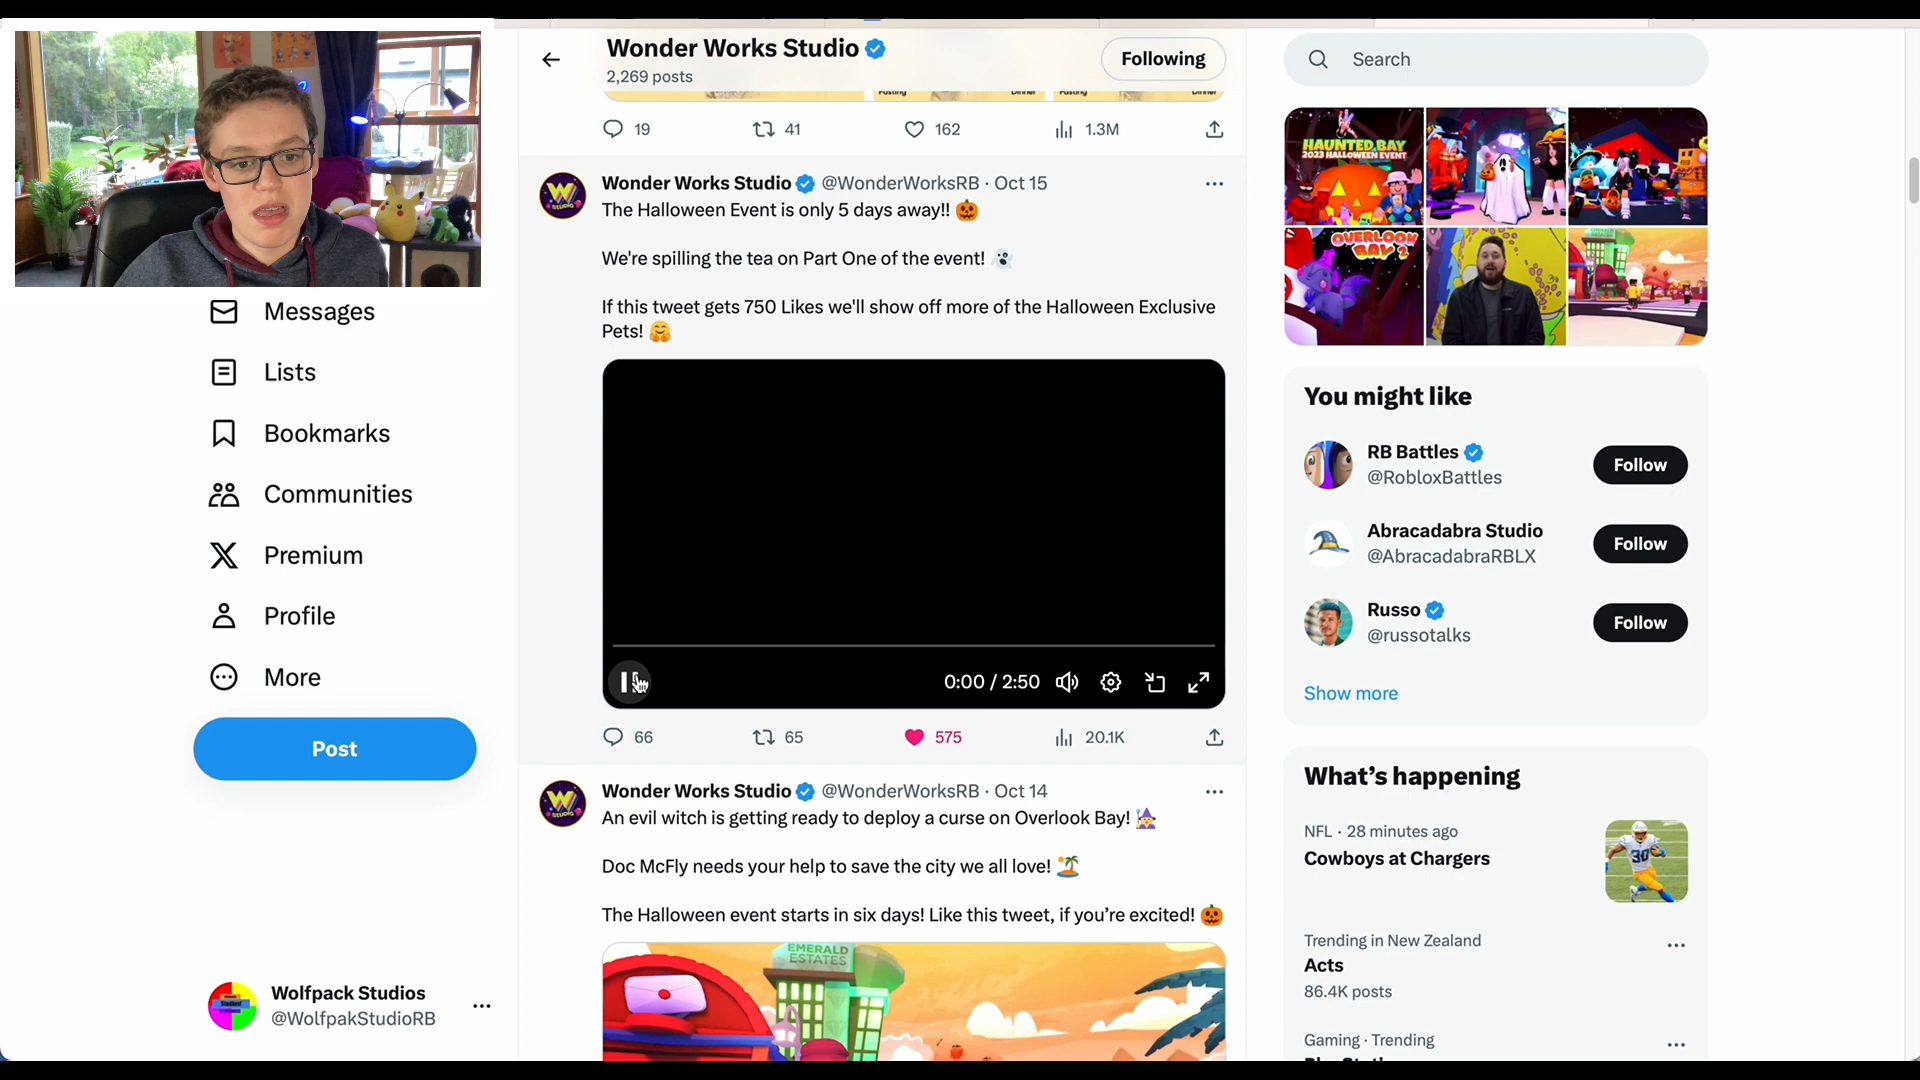 Wonder Works Studio
2,269 posts
Following
Search
Fasting
Dinner
Fasting
Dinner
19
41
162
1.3M
Wonder Works Studio @WonderWorksRB · Oct 15
The Halloween Event is only 5 days away!! 🎃
We're spilling the tea on Part One of the event! 👻
If this tweet gets 750 Likes we'll show off more of the Halloween Exclusive
Pets! 🤗
0:00 / 2:50
66
65
575
20.1K
Wonder Works Studio @WonderWorksRB · Oct 14
An evil witch is getting ready to deploy a curse on Overlook Bay! 🧙‍♀️
Doc McFly needs your help to save the city we all love! 🏝️
The Halloween event starts in six days! Like this tweet, if you’re excited! 🎃
EMERALD
ESTATES
Messages
Lists
Bookmarks
Communities
Premium
Profile
More
Post
Wolfpack Studios
@WolfpakStudioRB
HAUNTED BAY
2023 HALLOWEEN EVENT
OVERLOOK
BAY 2
You might like
RB Battles
@RobloxBattles
Follow
Abracadabra Studio
@AbracadabraRBLX
Follow
Russo
@russotalks
Follow
Show more
What’s happening
NFL · 28 minutes ago
Cowboys at Chargers
Trending in New Zealand
Acts
86.4K posts
Gaming · Trending